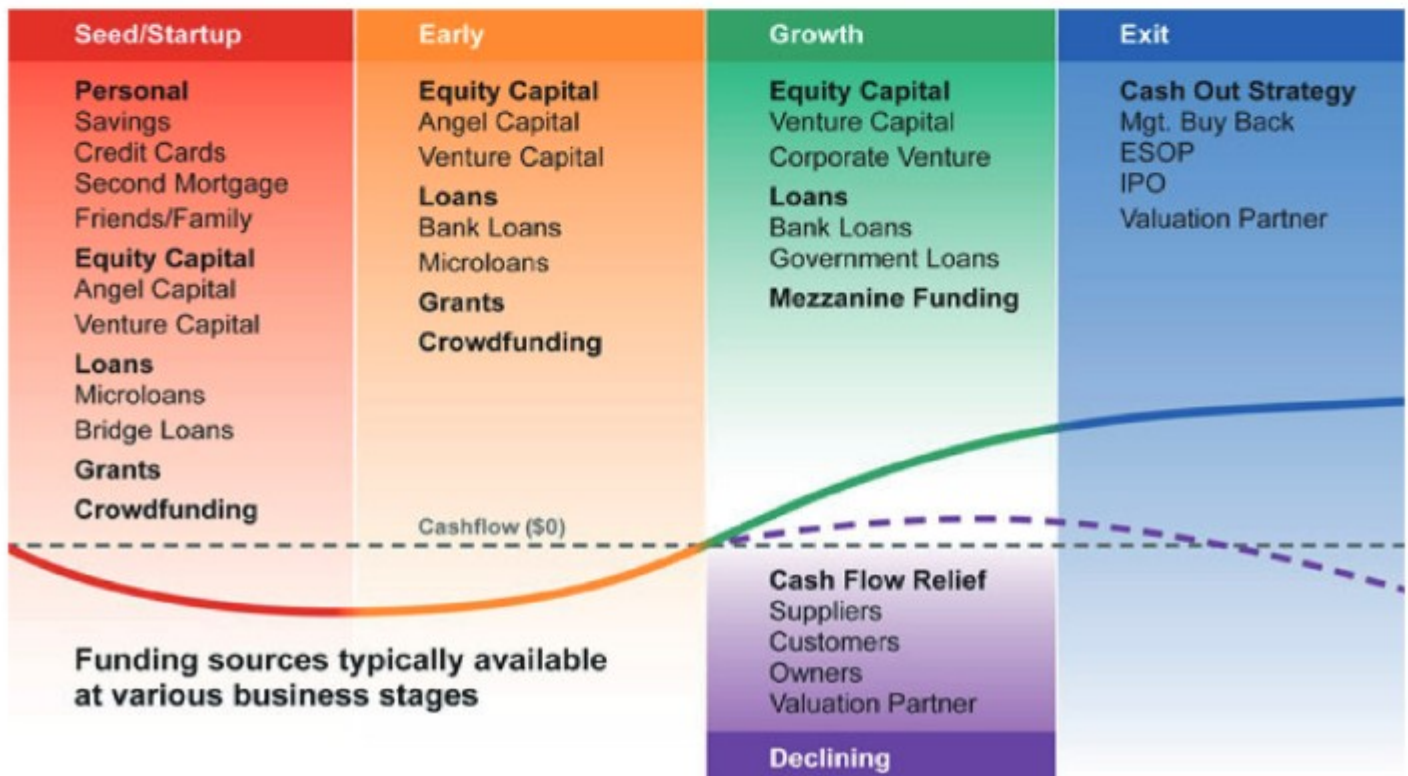 Seed/Startup
Personal
Savings
Credit Cards
Second Mortgage
Friends/Family
Equity Capital
Angel Capital
Venture Capital
Loans
Microloans
Bridge Loans
Grants
Crowdfunding
Early
Equity Capital
Angel Capital
Venture Capital
Loans
Bank Loans
Microloans
Grants
Crowdfunding
Cashflow ($0)
Growth
Equity Capital
Venture Capital
Corporate Venture
Loans
Bank Loans
Government Loans
Mezzanine Funding
Cash Flow Relief
Suppliers
Customers
Owners
Valuation Partner
Declining
Exit
Cash Out Strategy
Mgt. Buy Back
ESOP
IPO
Valuation Partner
Funding sources typically available
at various business stages